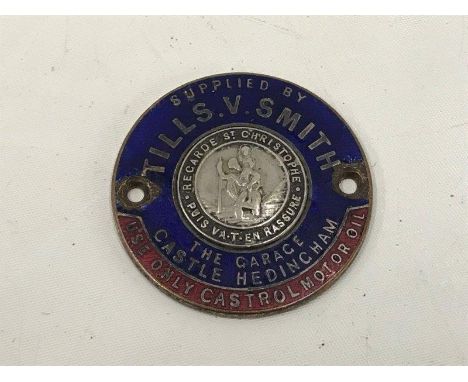 SUPPLIED BY
TILLS.V.SMITH
RECARDE ST CHRISTOPHE
PUIS VA-T-EN RASSURE
THE GARAGE
CASTLE HEDINGHAM
USE ONLY CASTROL MOTOR OIL